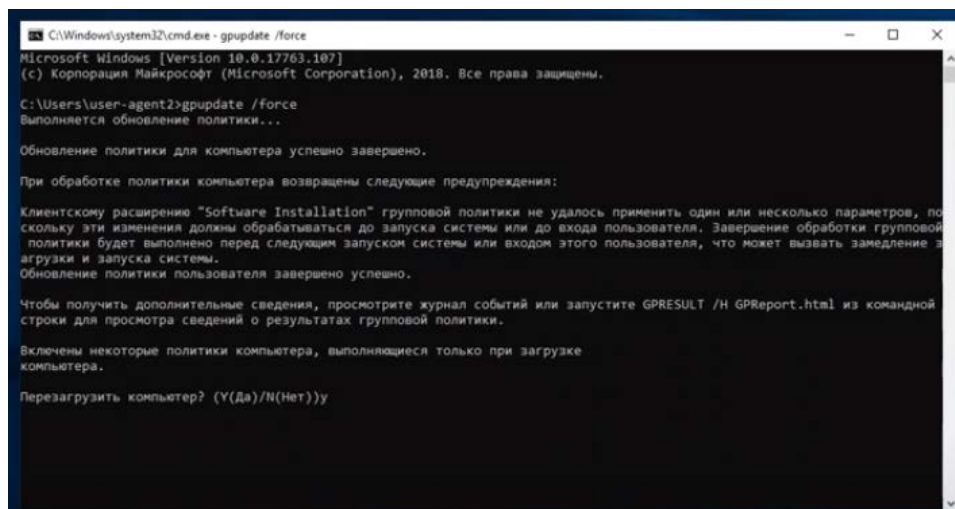 C:\Windows\system32\cmd.exe - gpupdate /force
Microsoft Windows [Version 10.0.17763.107]
(c) Корпорация Майкрософт (Microsoft Corporation), 2018. Все права защищены.
C:\Users\user-agent2>gpupdate /force
Выполняется обновление политики...
Обновление политики для компьютера успешно завершено.
При обработке политики компьютера возвращены следующие предупреждения:
Клиентскому расширению "Software Installation" групповой политики не удалось применить один или несколько параметров, по
скольку эти изменения должны обрабатываться до запуска системы или до входа пользователя. Завершение обработки групповой
 политики будет выполнено перед следующим запуском системы или входом этого пользователя, что может вызвать замедление з
агрузки и запуска системы.
Обновление политики пользователя завершено успешно.
Чтобы получить дополнительные сведения, просмотрите журнал событий или запустите GPRESULT /H GPReport.html из командной
строки для просмотра сведений о результатах групповой политики.
Включены некоторые политики компьютера, выполняющиеся только при загрузке
компьютера.
Перезагрузить компьютер? (Y(Да)/N(Нет))y